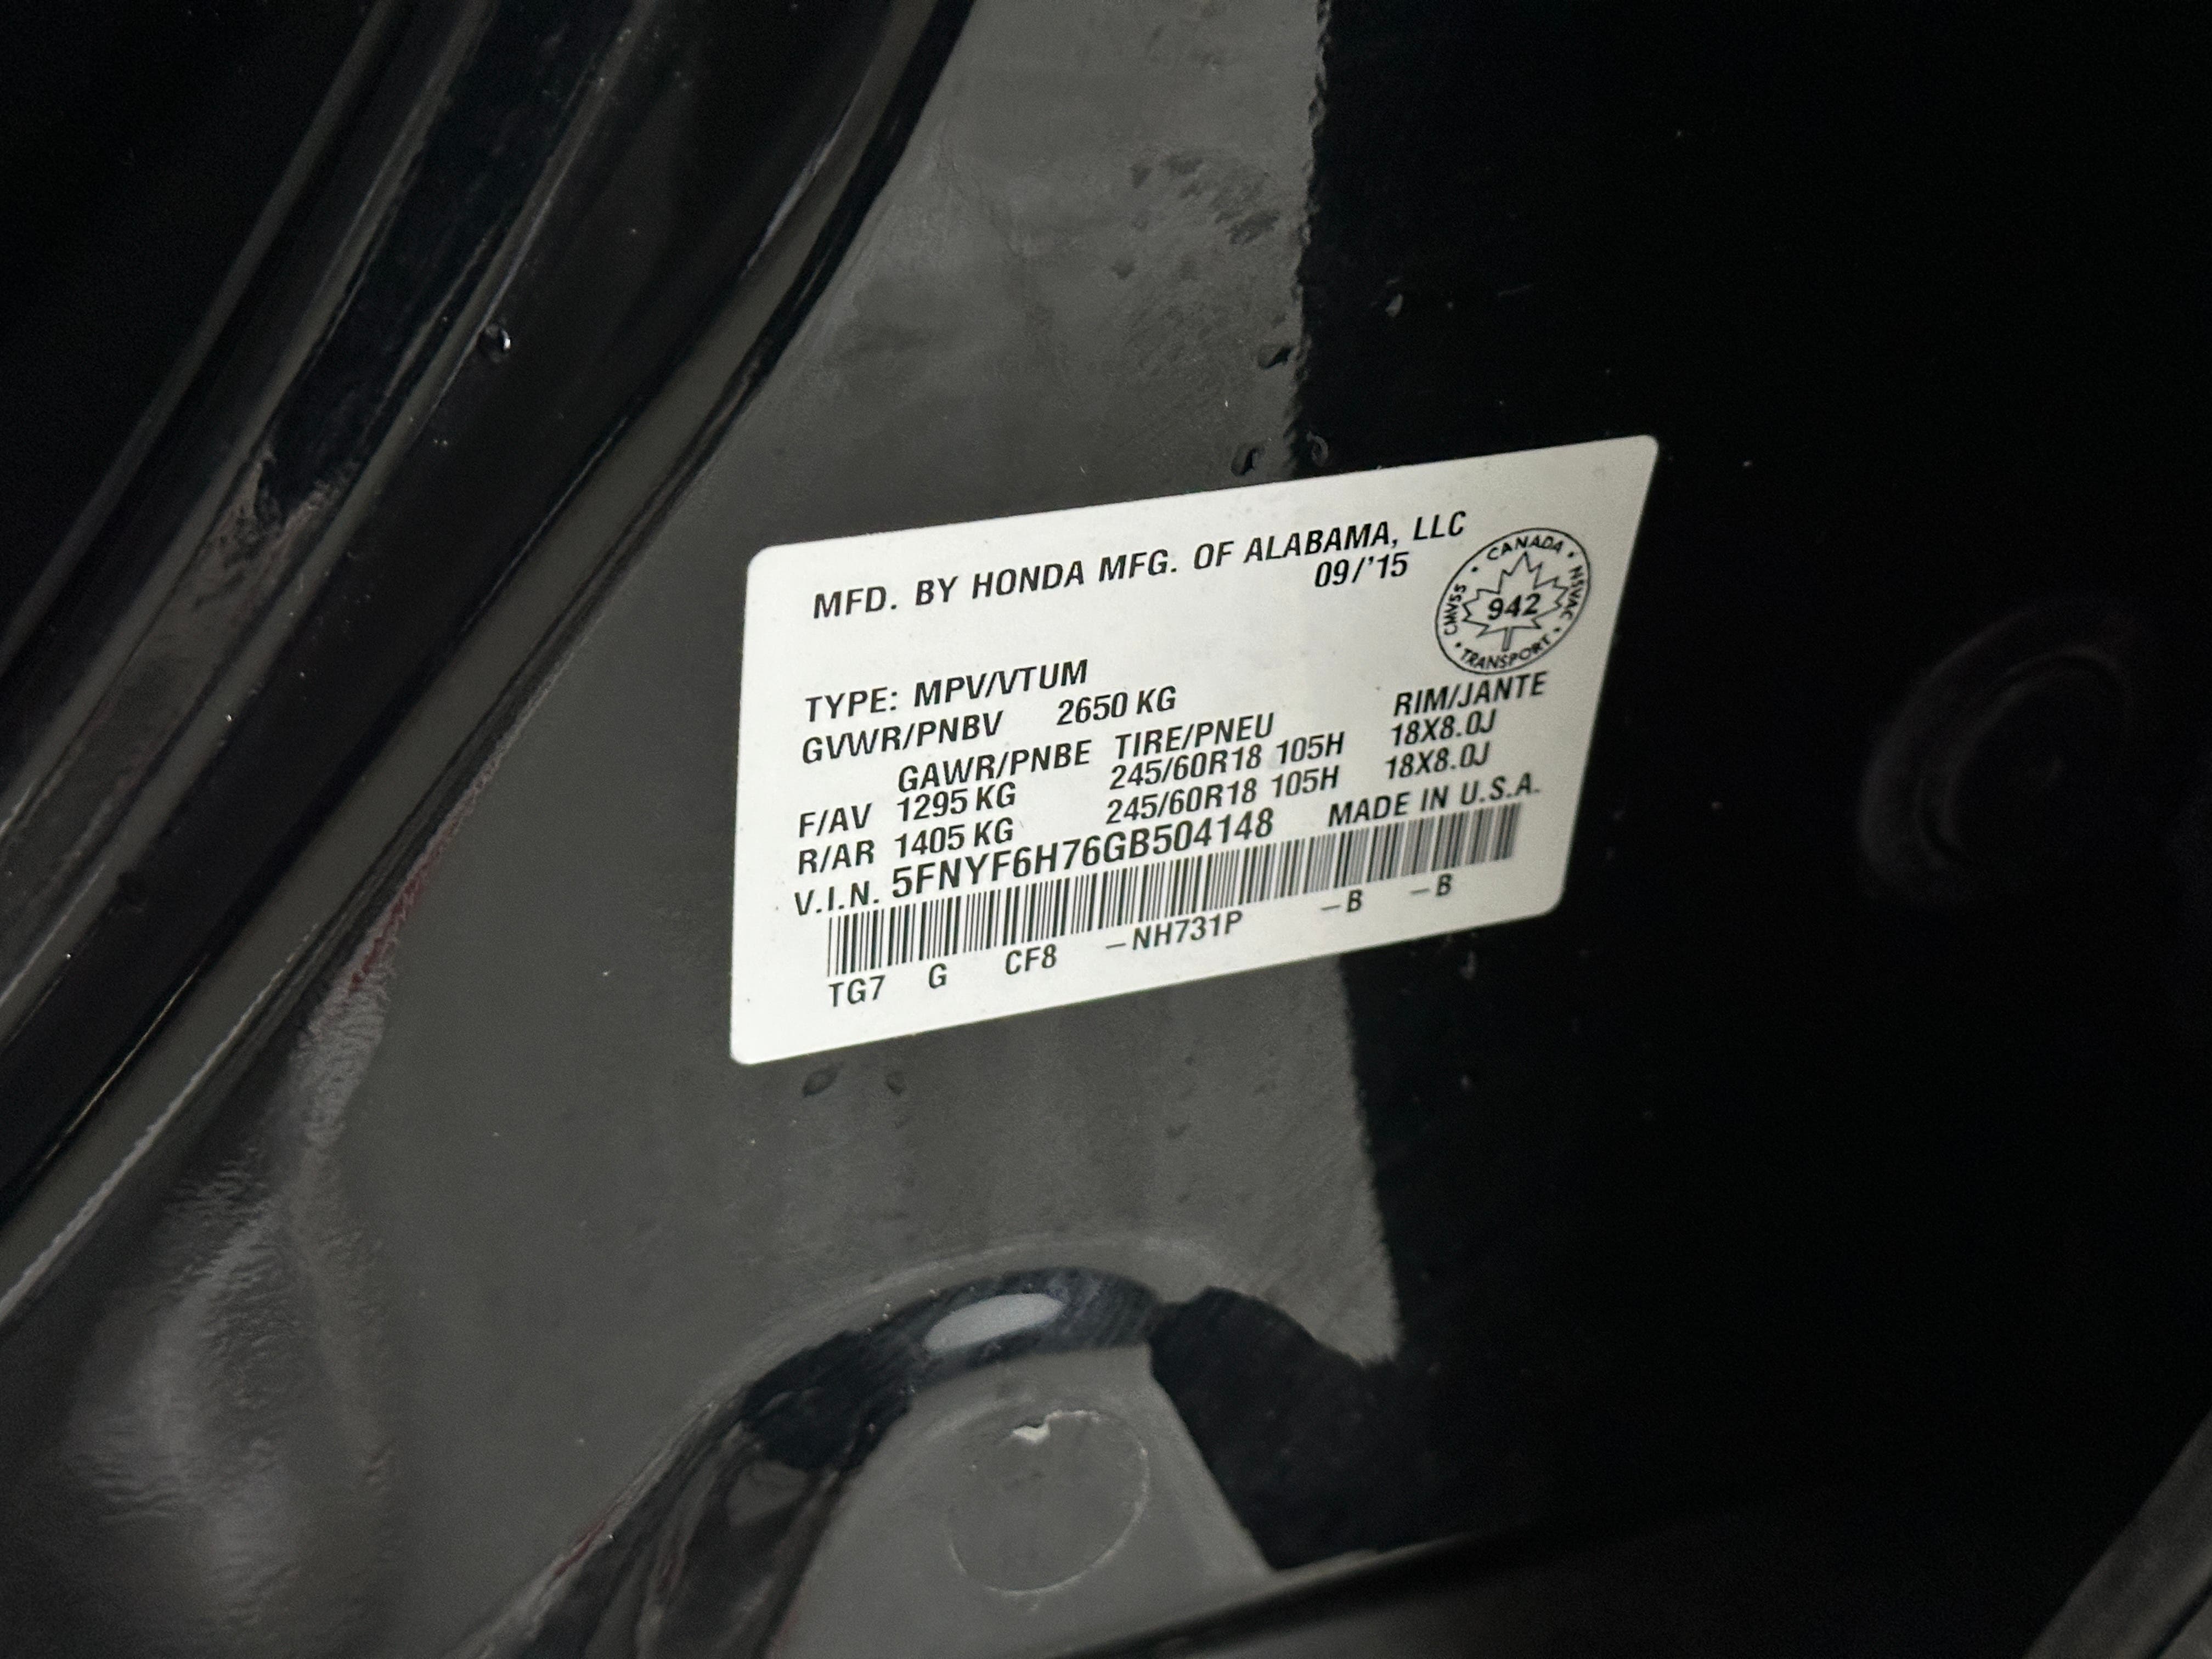 MFD. BY HONDA MFG. OF ALABAMA, LLC
09/'15
CANADA • NSVAC • TRANSPORT • CMVSS •
942
TYPE: MPV/VTUM
GVWR/PNBV 2650 KG
GAWR/PNBE TIRE/PNEU RIM/JANTE
F/AV 1295 KG 245/60R18 105H 18X8.0J
R/AR 1405 KG 245/60R18 105H 18X8.0J
V.I.N. 5FNYF6H76GB504148 MADE IN U.S.A.
TG7 G CF8 –NH731P –B –B